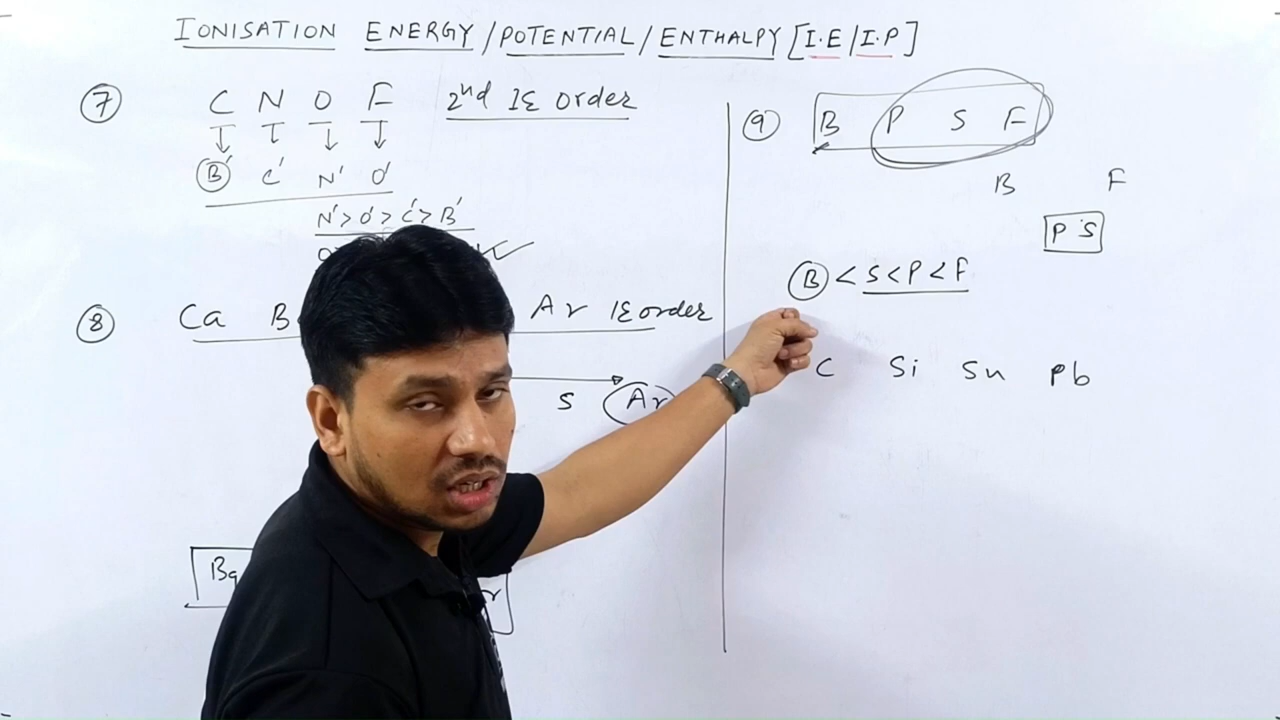 IONISATION ENERGY/POTENTIAL/ENTHALPY [I.E/I.P]
⑦ C N O F 2nd IE order
↓ ↓ ↓ ↓
B' C' N' O'
N'>O'>C'>B'
⑧ Ca B Ar IE order
S Ar
Ba
⑨ B P S F
B F
P S
B < S < P < F
C Si Sn Pb